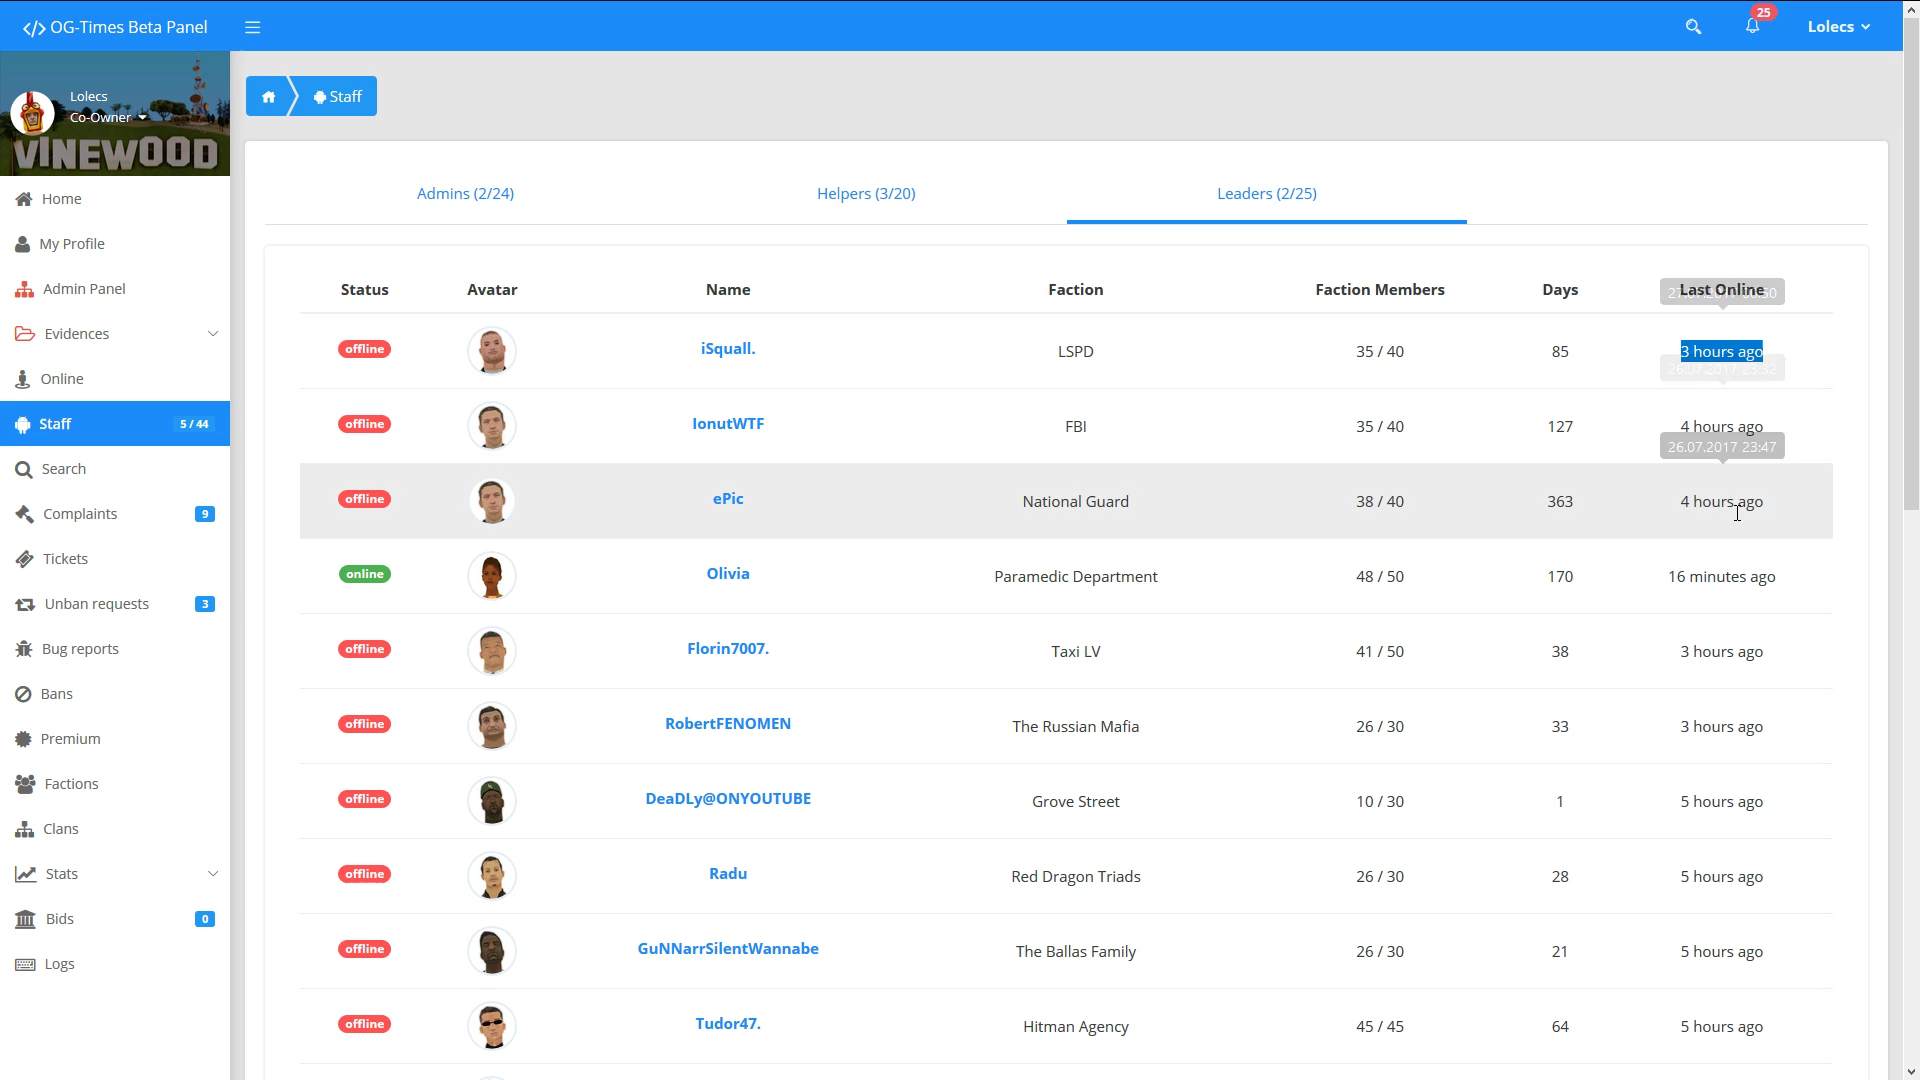 OG-Times Beta Panel
25
Lolecs
Lolecs
Co-Owner
VINEWOOD
Staff
Home
My Profile
Admin Panel
Evidences
Online
Staff 5 / 44
Search
Complaints 9
Tickets
Unban requests 3
Bug reports
Bans
Premium
Factions
Clans
Stats
Bids 0
Logs
Admins (2/24) Helpers (3/20) Leaders (2/25)
Status Avatar Name Faction Faction Members Days Last Online
offline iSquall. LSPD 35 / 40 85 3 hours ago
26.07.2017 23:32
offline IonutWTF FBI 35 / 40 127 4 hours ago
26.07.2017 23:47
offline ePic National Guard 38 / 40 363 4 hours ago
online Olivia Paramedic Department 48 / 50 170 16 minutes ago
offline Florin7007. Taxi LV 41 / 50 38 3 hours ago
offline RobertFENOMEN The Russian Mafia 26 / 30 33 3 hours ago
offline DeaDLy@ONYOUTUBE Grove Street 10 / 30 1 5 hours ago
offline Radu Red Dragon Triads 26 / 30 28 5 hours ago
offline GuNNarrSilentWannabe The Ballas Family 26 / 30 21 5 hours ago
offline Tudor47. Hitman Agency 45 / 45 64 5 hours ago